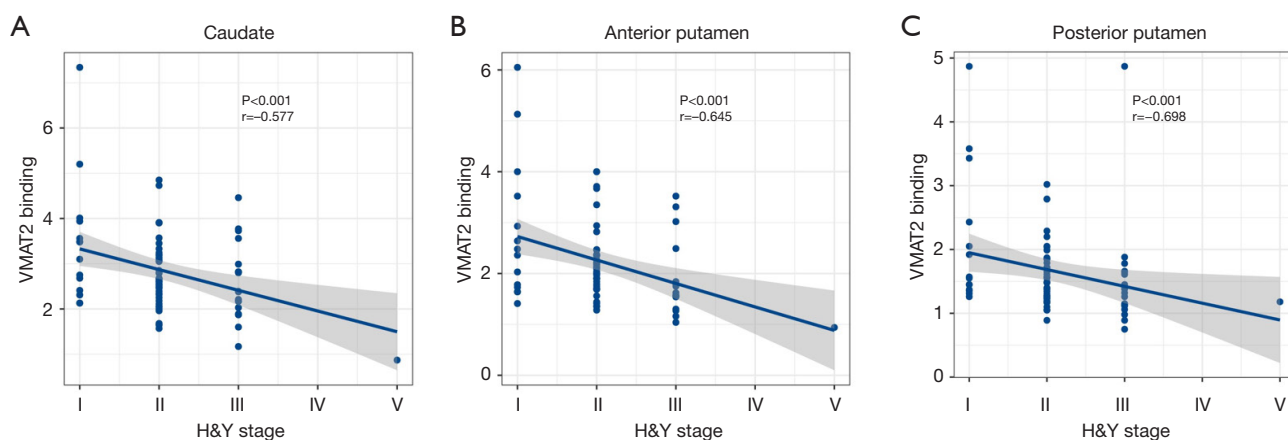 A
Caudate
P<0.001
r=−0.577
6
4
2
VMAT2 binding
I II III IV V
H&Y stage
B
Anterior putamen
P<0.001
r=−0.645
6
4
2
0
VMAT2 binding
I II III IV V
H&Y stage
C
Posterior putamen
P<0.001
r=−0.698
5
4
3
2
1
0
VMAT2 binding
I II III IV V
H&Y stage